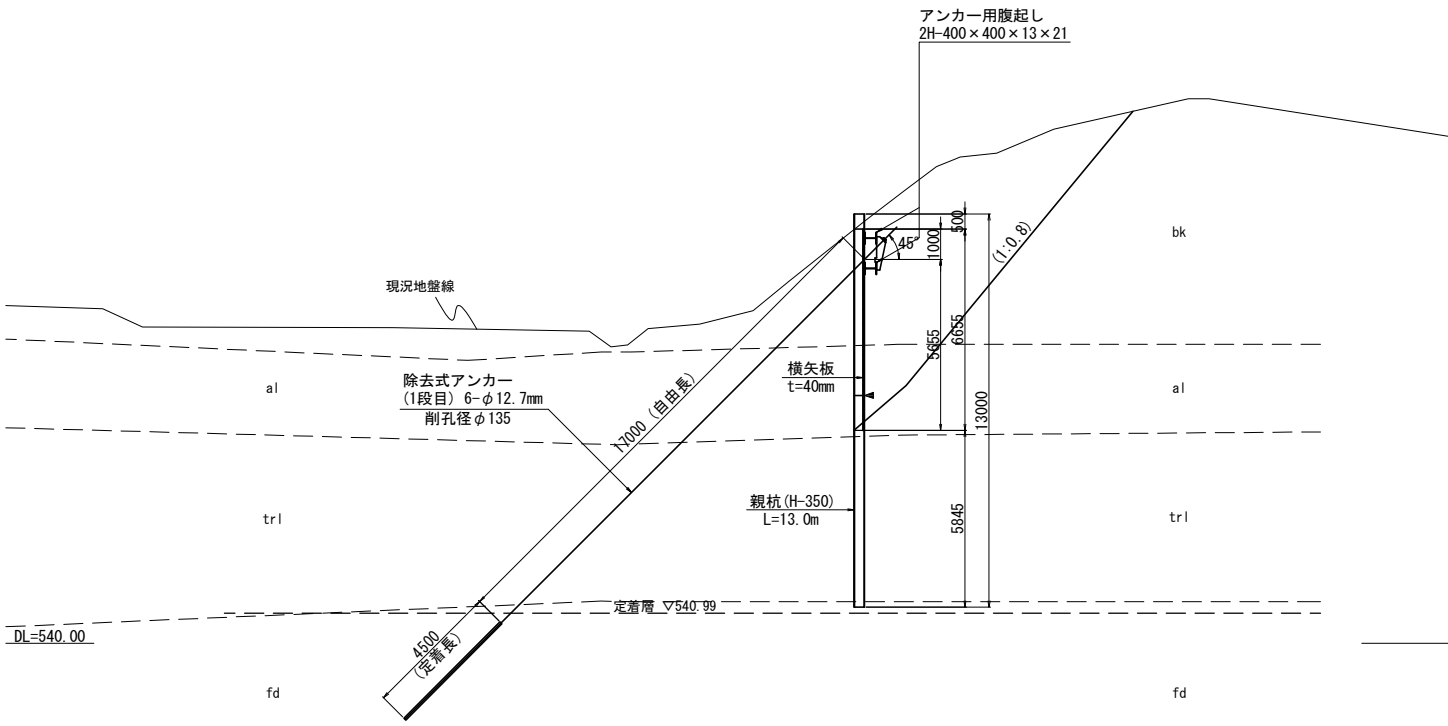 アンカー用腹起し
2H-400×400×13×21
500
bk
(1:0.8)
45°
1000
現況地盤線
5655
6655
13000
横矢板
t=40mm
al
al
除去式アンカー
(1段目) 6-φ12.7mm
削孔径φ135
17000 (自由長)
親杭(H-350)
L=13.0m
5845
trl
trl
定着層 ▽540.99
DL=540.00
4500
(定着長)
fd
fd